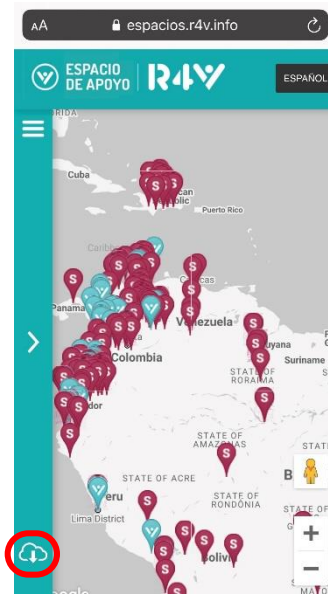 AA espacios.r4v.info
ESPACIO
DE APOYO
R4V
ESPAÑOL
Cuba
Puerto Rico
Panama
Venezuela
Guyana
Suriname
Colombia
STATE OF
RORAIMA
STATE OF
AMAZONAS
STATE OF ACRE
STATE OF
RONDÔNIA
Peru
Lima District
Bolivia